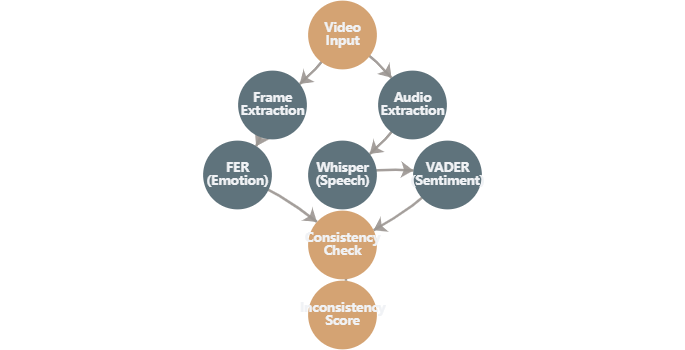 Video
Input
Frame
Extraction
Audio
Extraction
FER
(Emotion)
Whisper
(Speech)
VADER
(Sentiment)
Consistency
Check
Inconsistency
Score